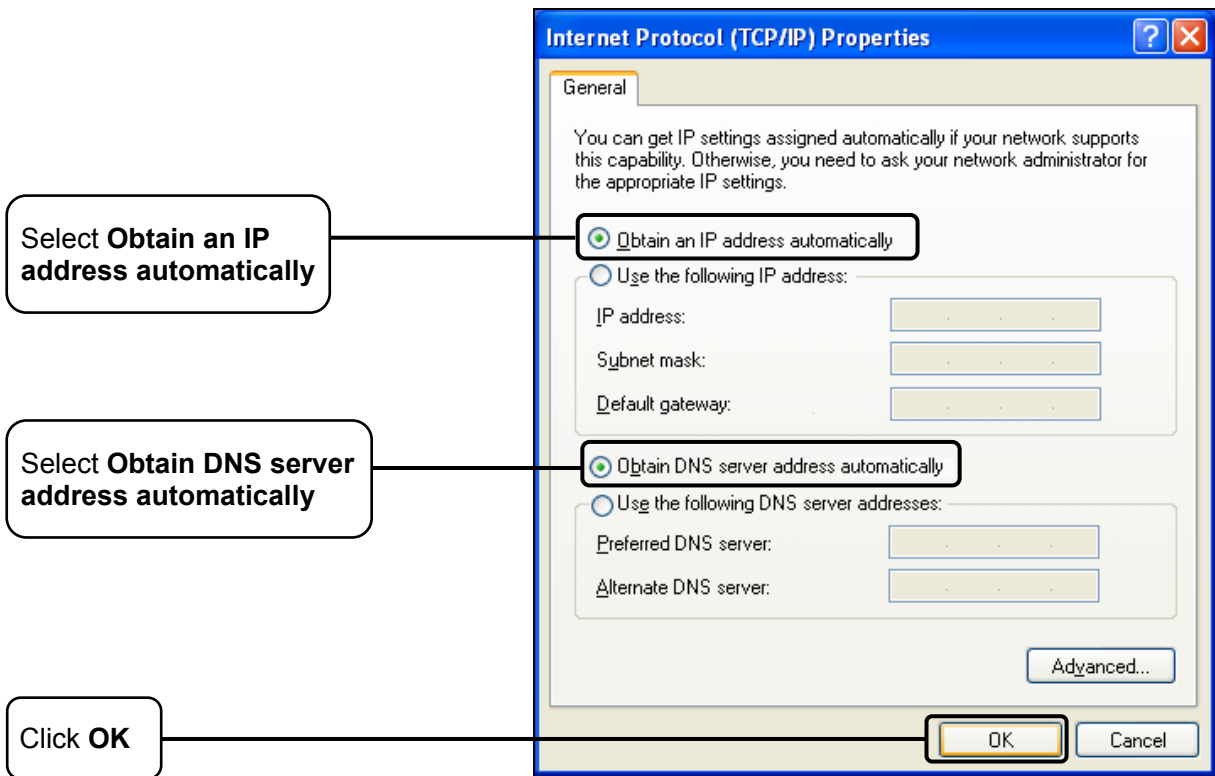 Internet Protocol (TCP/IP) Properties
General
You can get IP settings assigned automatically if your network supports
this capability. Otherwise, you need to ask your network administrator for
the appropriate IP settings.
Select Obtain an IP
address automatically
Obtain an IP address automatically
Use the following IP address:
IP address:
Subnet mask:
Default gateway:
Select Obtain DNS server
address automatically
Obtain DNS server address automatically
Use the following DNS server addresses:
Preferred DNS server:
Alternate DNS server:
Advanced...
Click OK
OK
Cancel